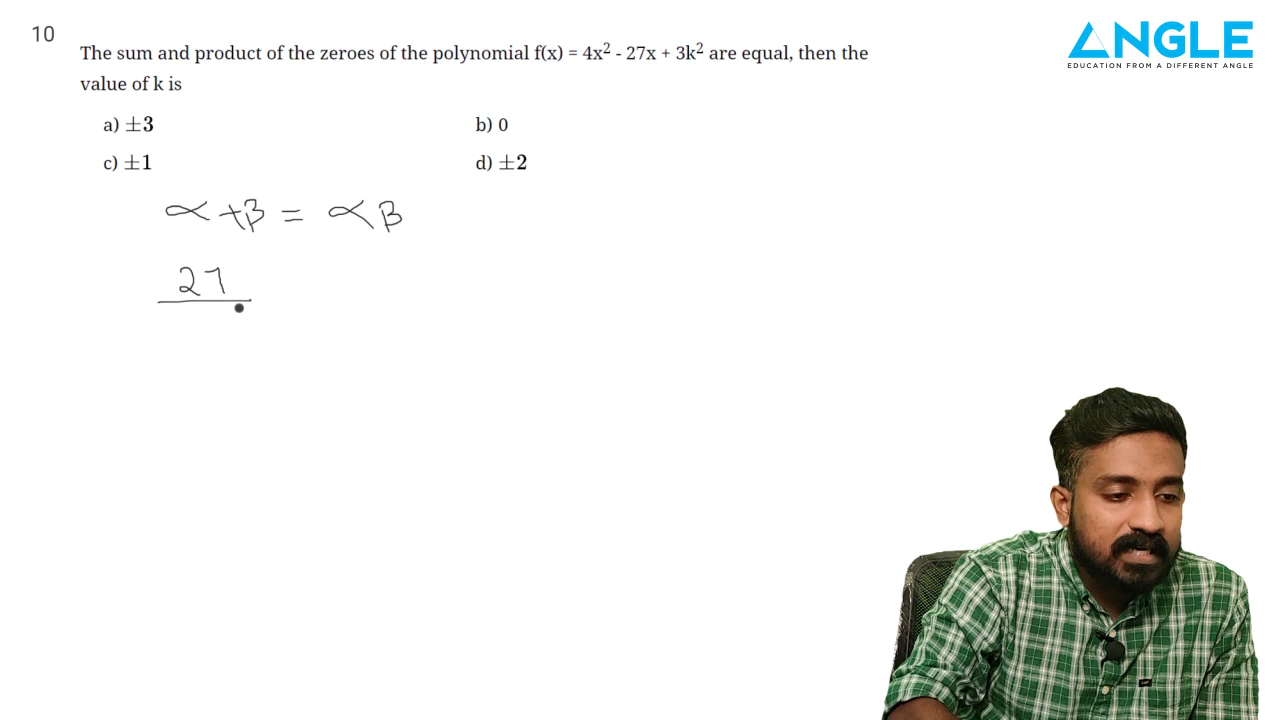 10
ANGLE
EDUCATION FROM A DIFFERENT ANGLE
The sum and product of the zeroes of the polynomial f(x) = 4x² - 27x + 3k² are equal, then the
value of k is
a) ±3
b) 0
c) ±1
d) ±2
α + β = α β
27